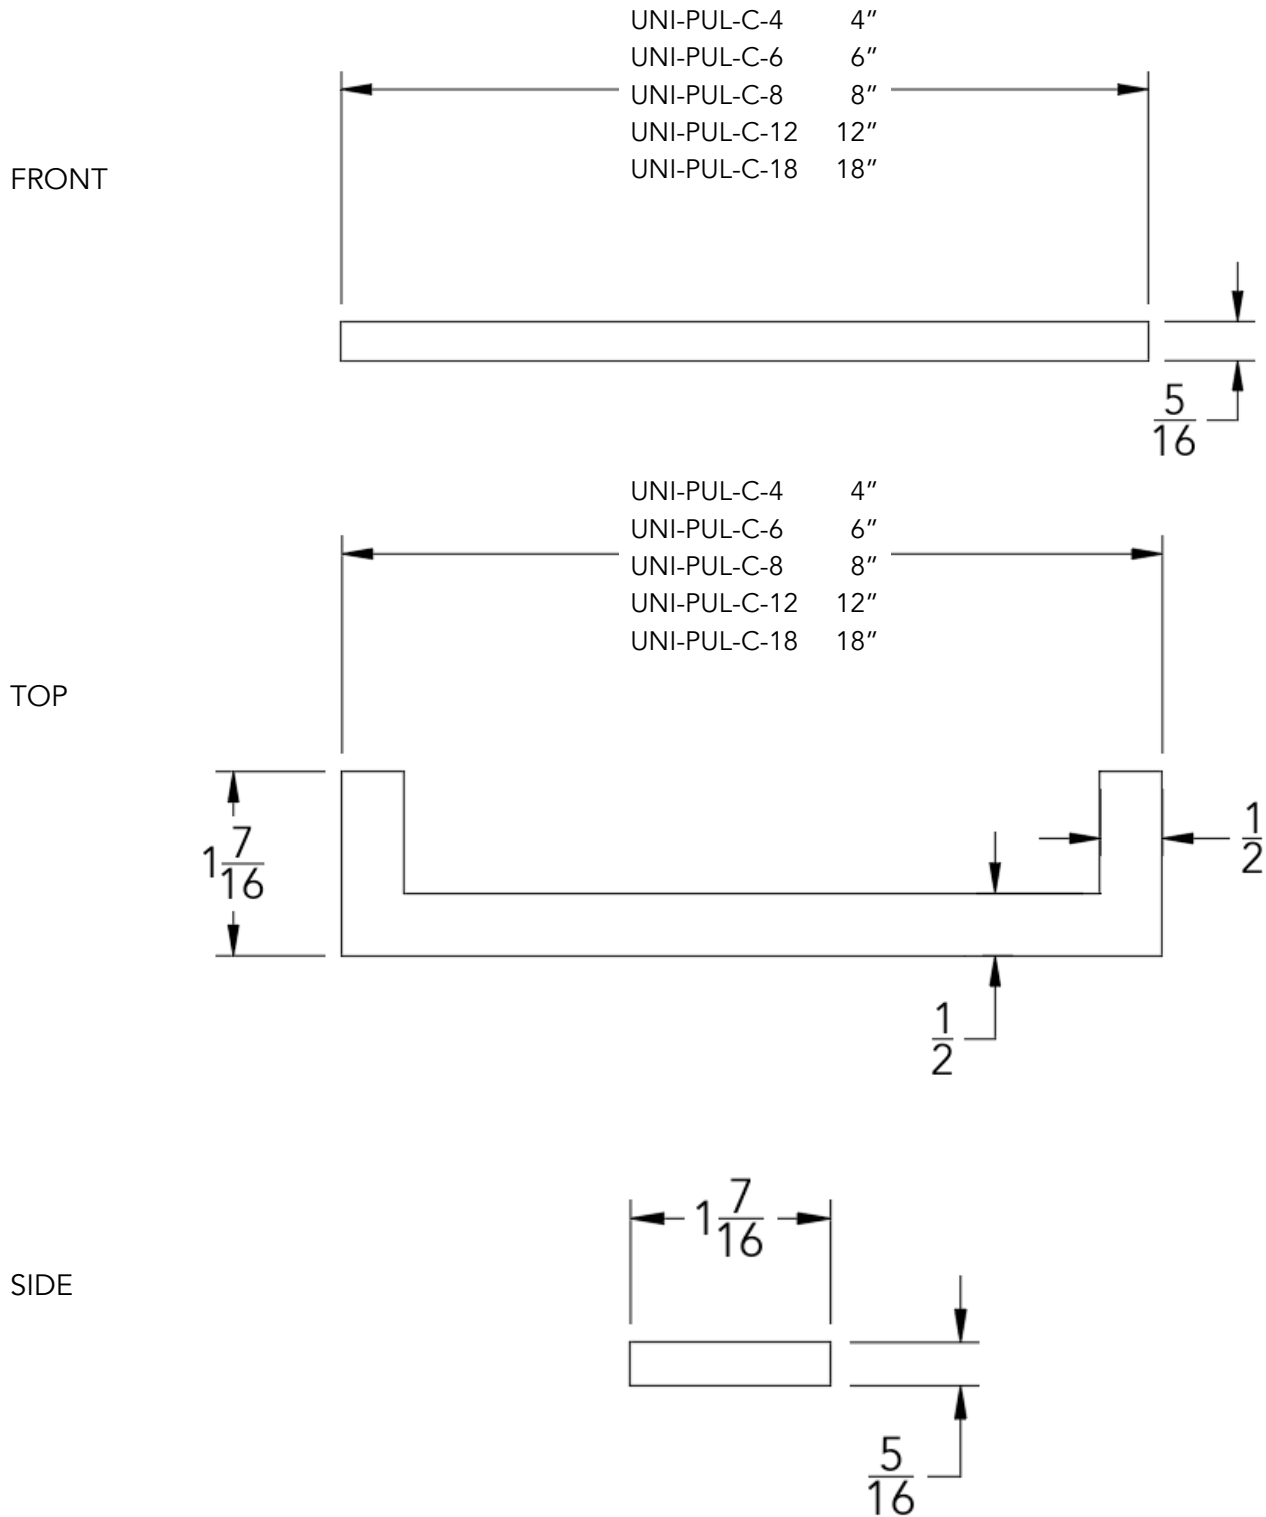 UNI-PUL-C-4 4”
UNI-PUL-C-6 6”
UNI-PUL-C-8 8”
UNI-PUL-C-12 12”
UNI-PUL-C-18 18”
FRONT
5/16
UNI-PUL-C-4 4”
UNI-PUL-C-6 6”
UNI-PUL-C-8 8”
UNI-PUL-C-12 12”
UNI-PUL-C-18 18”
TOP
1 7/16
1/2
1/2
1 7/16
SIDE
5/16